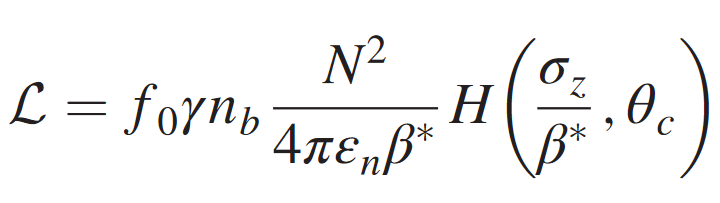 ℒ = f₀γn_b N²/(4πε_nβ*) H(σ_z/β*, θ_c)